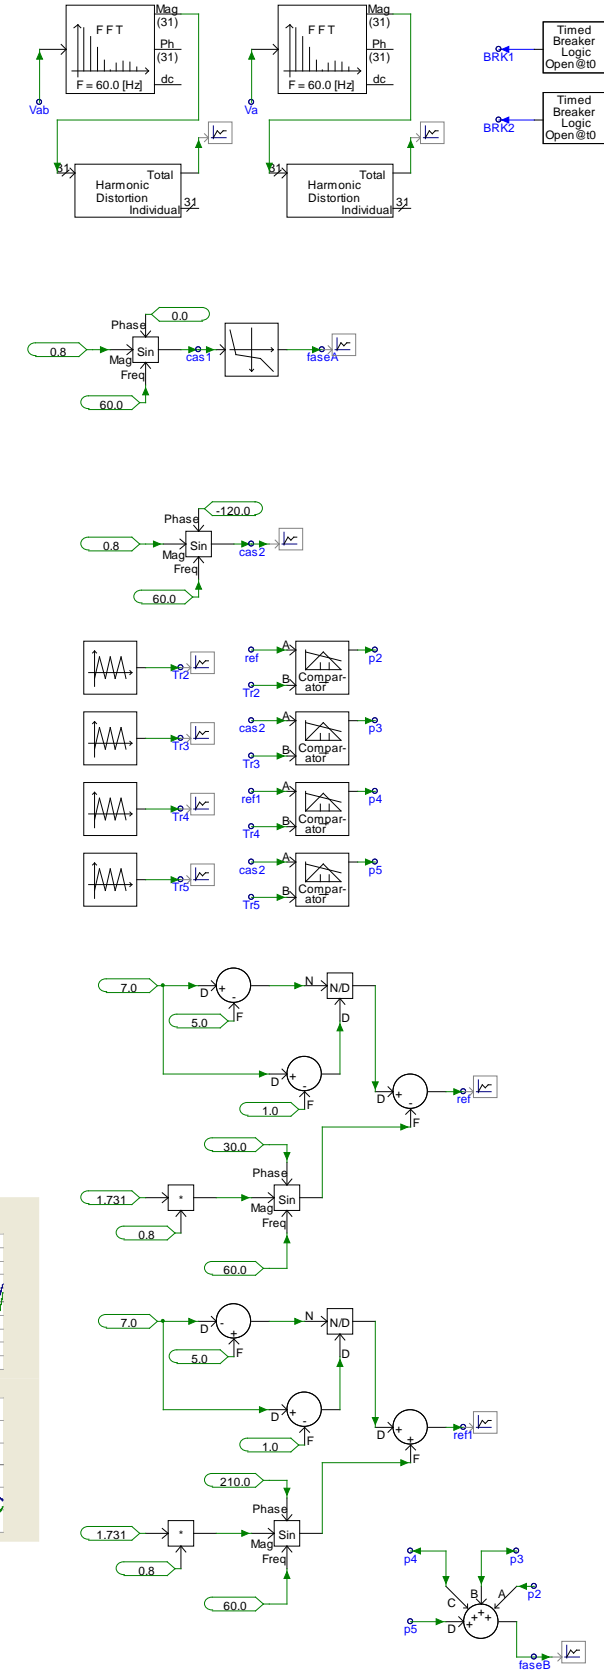 Mag
(31)
FFT
Ph
(31)
dc
F = 60.0 [Hz]
Vab
Mag
(31)
FFT
Ph
(31)
dc
F = 60.0 [Hz]
Va
Timed
Breaker
Logic
Open@t0
BRK1
Timed
Breaker
Logic
Open@t0
BRK2
31
Total
Harmonic
Distortion
Individual
31
31
Total
Harmonic
Distortion
Individual
31
0.0
Phase
0.8
Mag
Sin
Freq
cas1
faseA
60.0
-120.0
Phase
0.8
Mag
Sin
Freq
cas2
60.0
Tr2
ref
A
Tr2
B
Compar-
ator
p2
Tr3
cas2
A
Tr3
B
Compar-
ator
p3
Tr4
ref1
A
Tr4
B
Compar-
ator
p4
Tr5
cas2
A
Tr5
B
Compar-
ator
p5
7.0
D
+
-
F
5.0
N
N/D
D
D
+
-
F
1.0
D
+
-
F
ref
30.0
Phase
1.731
*
Mag
Sin
Freq
0.8
60.0
7.0
D
-
+
F
5.0
N
N/D
D
D
+
-
F
1.0
D
+
+
F
ref1
210.0
Phase
1.731
*
Mag
Sin
Freq
0.8
60.0
p4
p3
C
B
A
p2
p5
D
+
+
+
+
faseB